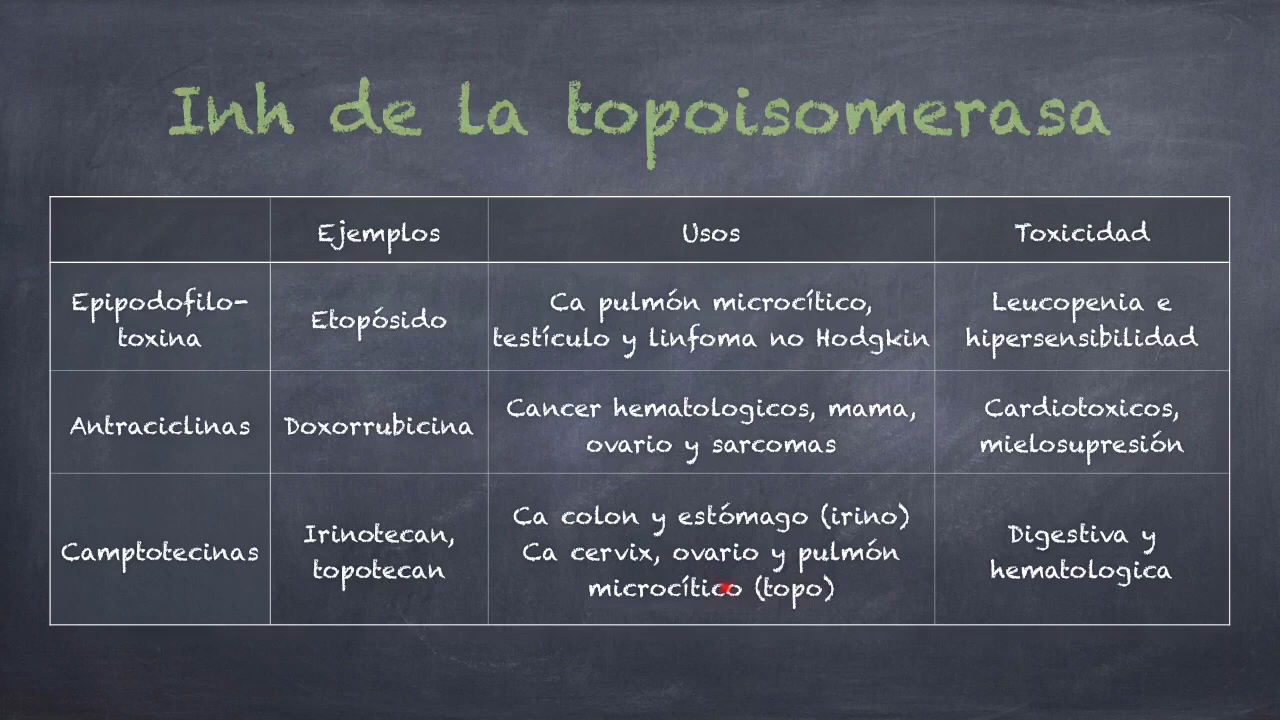 Inh de la topoisomerasa
Ejemplos
Usos
Toxicidad
Epipodofilo-
toxina
Etopósido
Ca pulmón microcítico,
testículo y linfoma no Hodgkin
Leucopenia e
hipersensibilidad
Antraciclinas
Doxorrubicina
Cancer hematologicos, mama,
ovario y sarcomas
Cardiotoxicos,
mielosupresión
Camptotecinas
Irinotecan,
topotecan
Ca colon y estómago (irino)
Ca cervix, ovario y pulmón
microcítico (topo)
Digestiva y
hematologica